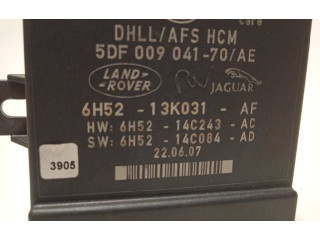 care
DHLL/AFS HCM
5DF 009 041-70/AE
LAND-
ROVER
JAGUAR
6H52 - 13K031 - AF
HW: 6H52 - 14C243 - AC
SW: 6H52 - 14C084 - AD
22.06.07
3905